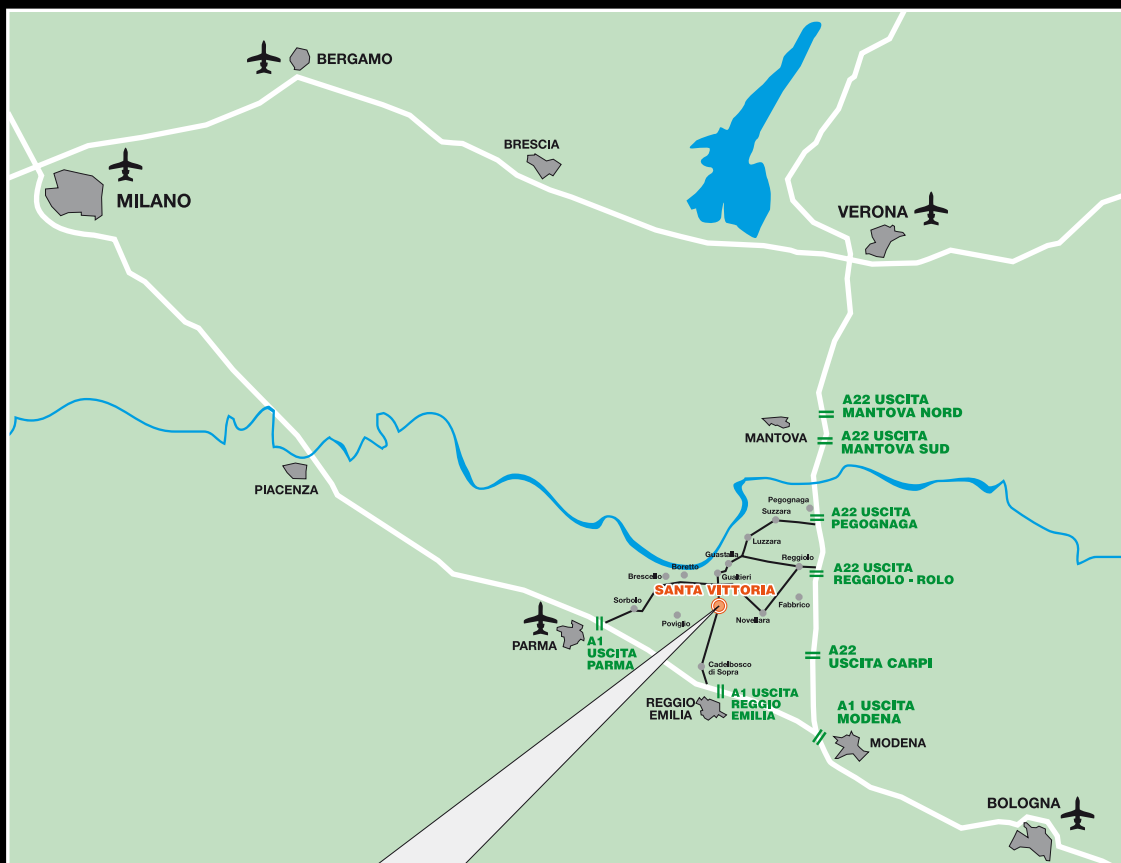 BERGAMO
BRESCIA
MILANO
VERONA
A22 USCITA
MANTOVA NORD
MANTOVA
A22 USCITA
MANTOVA SUD
PIACENZA
Pegognaga
Suzzara
A22 USCITA
PEGOGNAGA
Luzzara
Guastalla
Reggiolo
Boretto
Brescello
Gualtieri
A22 USCITA
REGGIOLO - ROLO
SANTA VITTORIA
Sorbolo
Fabbrico
Poviglio
Novellara
PARMA
A1
USCITA
PARMA
A22
USCITA CARPI
Cadelbosco
di Sopra
REGGIO
EMILIA
A1 USCITA
REGGIO
EMILIA
A1 USCITA
MODENA
MODENA
BOLOGNA